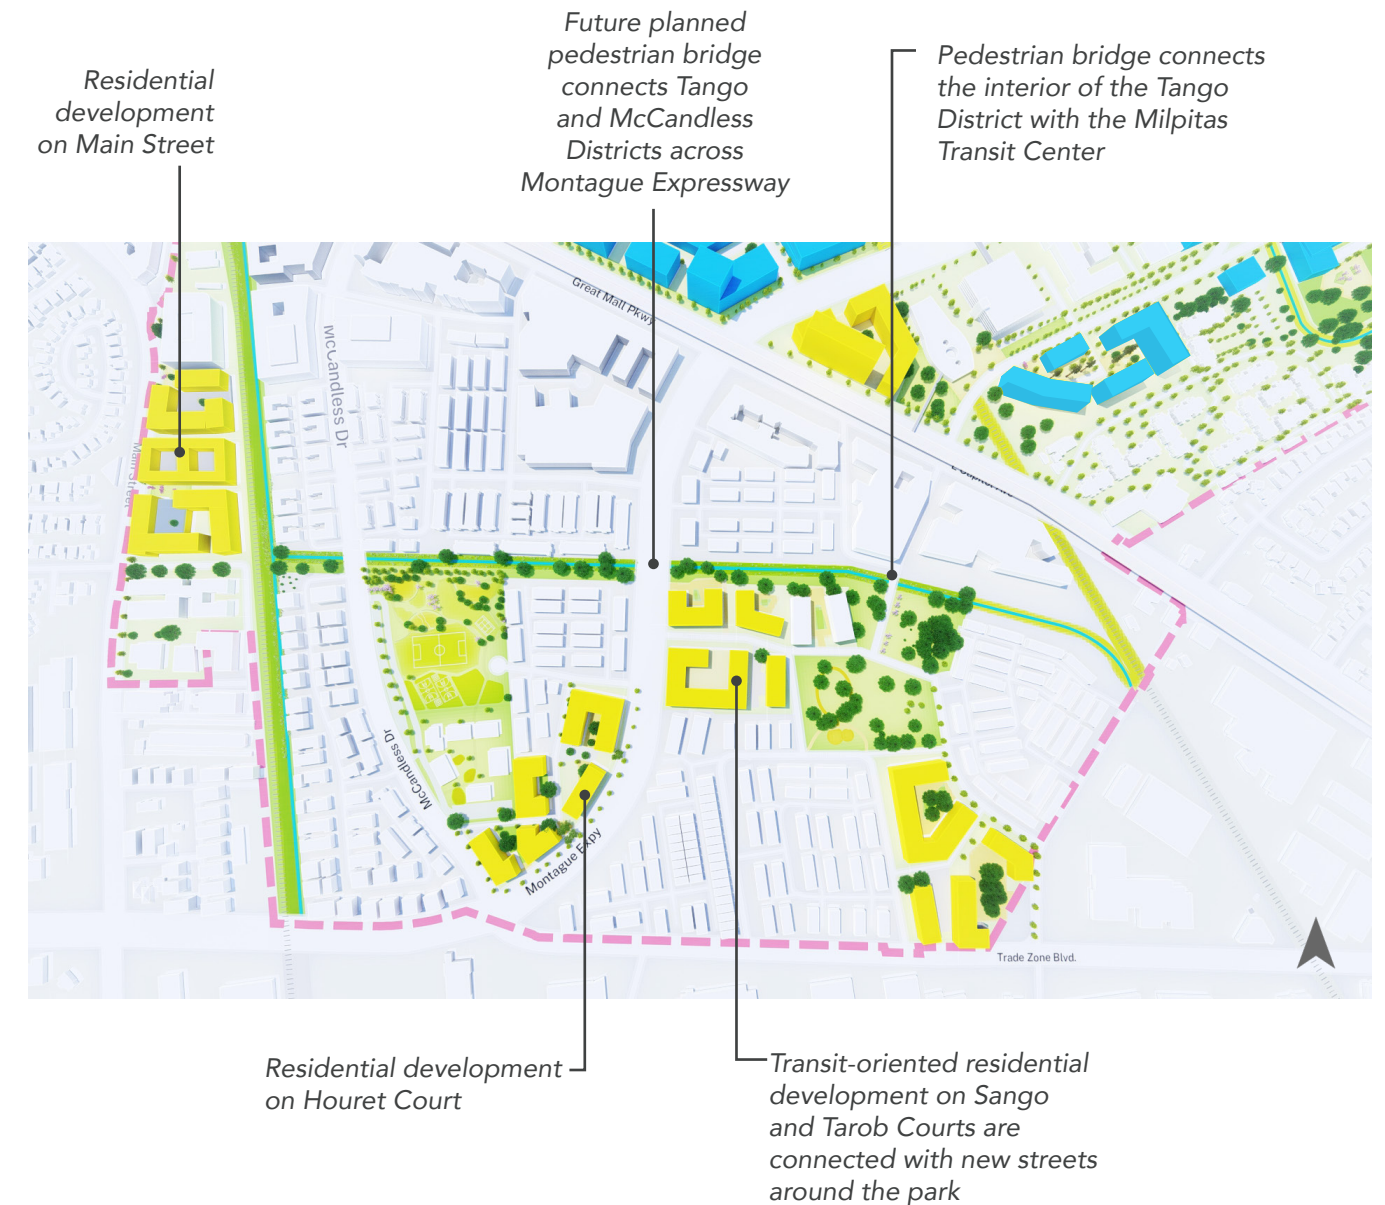 Future planned
pedestrian bridge
connects Tango
and McCandless
Districts across
Montague Expressway
Pedestrian bridge connects
the interior of the Tango
District with the Milpitas
Transit Center
Residential
development
on Main Street
Great Mall Pkwy
McCandless Dr
Main Street
McCandless Dr
Montague Expy
Trade Zone Blvd.
Residential development
on Houret Court
Transit-oriented residential
development on Sango
and Tarob Courts are
connected with new streets
around the park